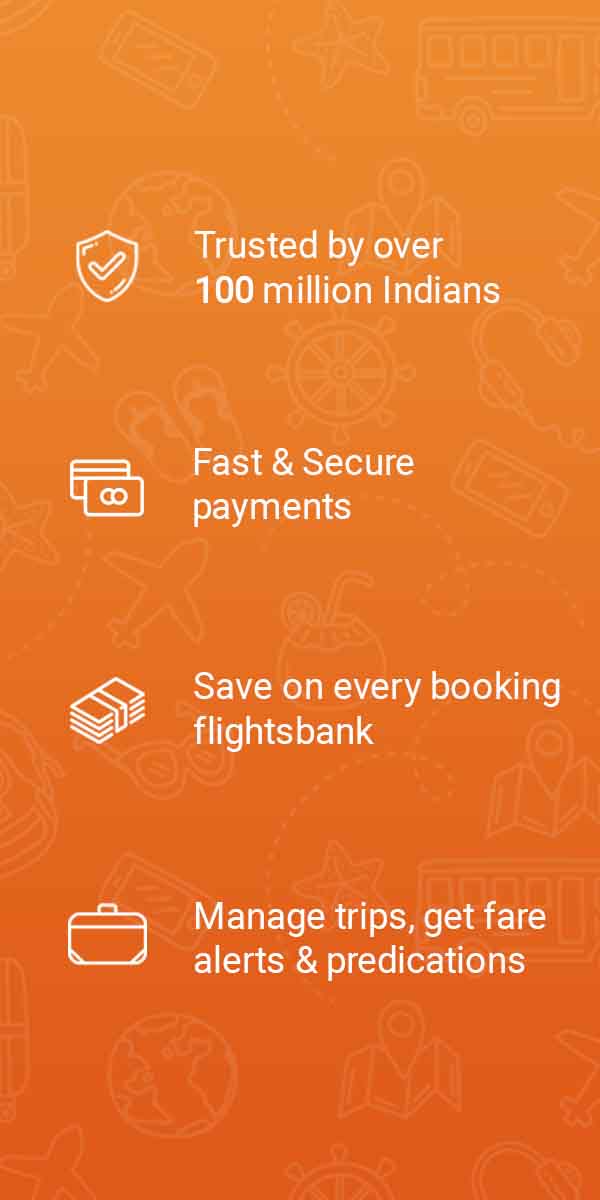 Trusted by over
100 million Indians
Fast & Secure
payments
Save on every booking
flightsbank
Manage trips, get fare
alerts & predications